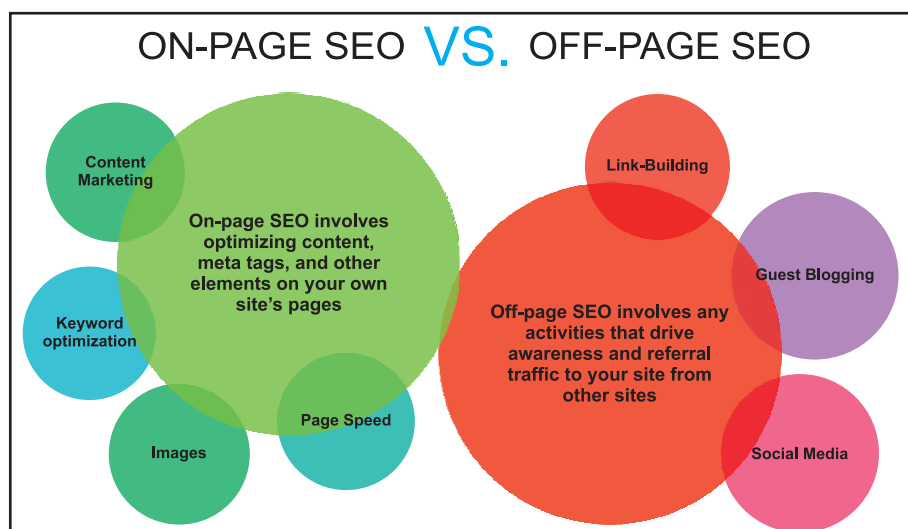 ON-PAGE SEO VS. OFF-PAGE SEO
Content
Marketing
On-page SEO involves
optimizing content,
meta tags, and other
elements on your own
site's pages
Keyword
optimization
Images
Page Speed
Link-Building
Guest Blogging
Off-page SEO involves any
activities that drive
awareness and referral
traffic to your site from
other sites
Social Media